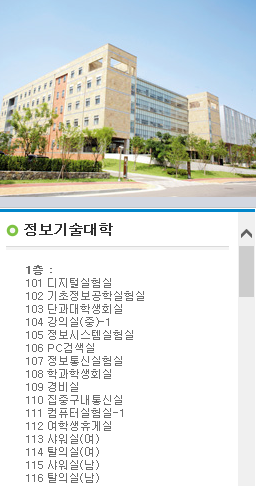 정보기술대학
1층 :
101 디지털실험실
102 기초정보공학실험실
103 단과대학생회실
104 강의실(중)-1
105 정보시스템실험실
106 PC검색실
107 정보통신실험실
108 학과학생회실
109 경비실
110 집중구내통신실
111 컴퓨터실험실-1
112 여학생휴게실
113 샤워실(여)
114 탈의실(여)
115 샤워실(남)
116 탈의실(남)